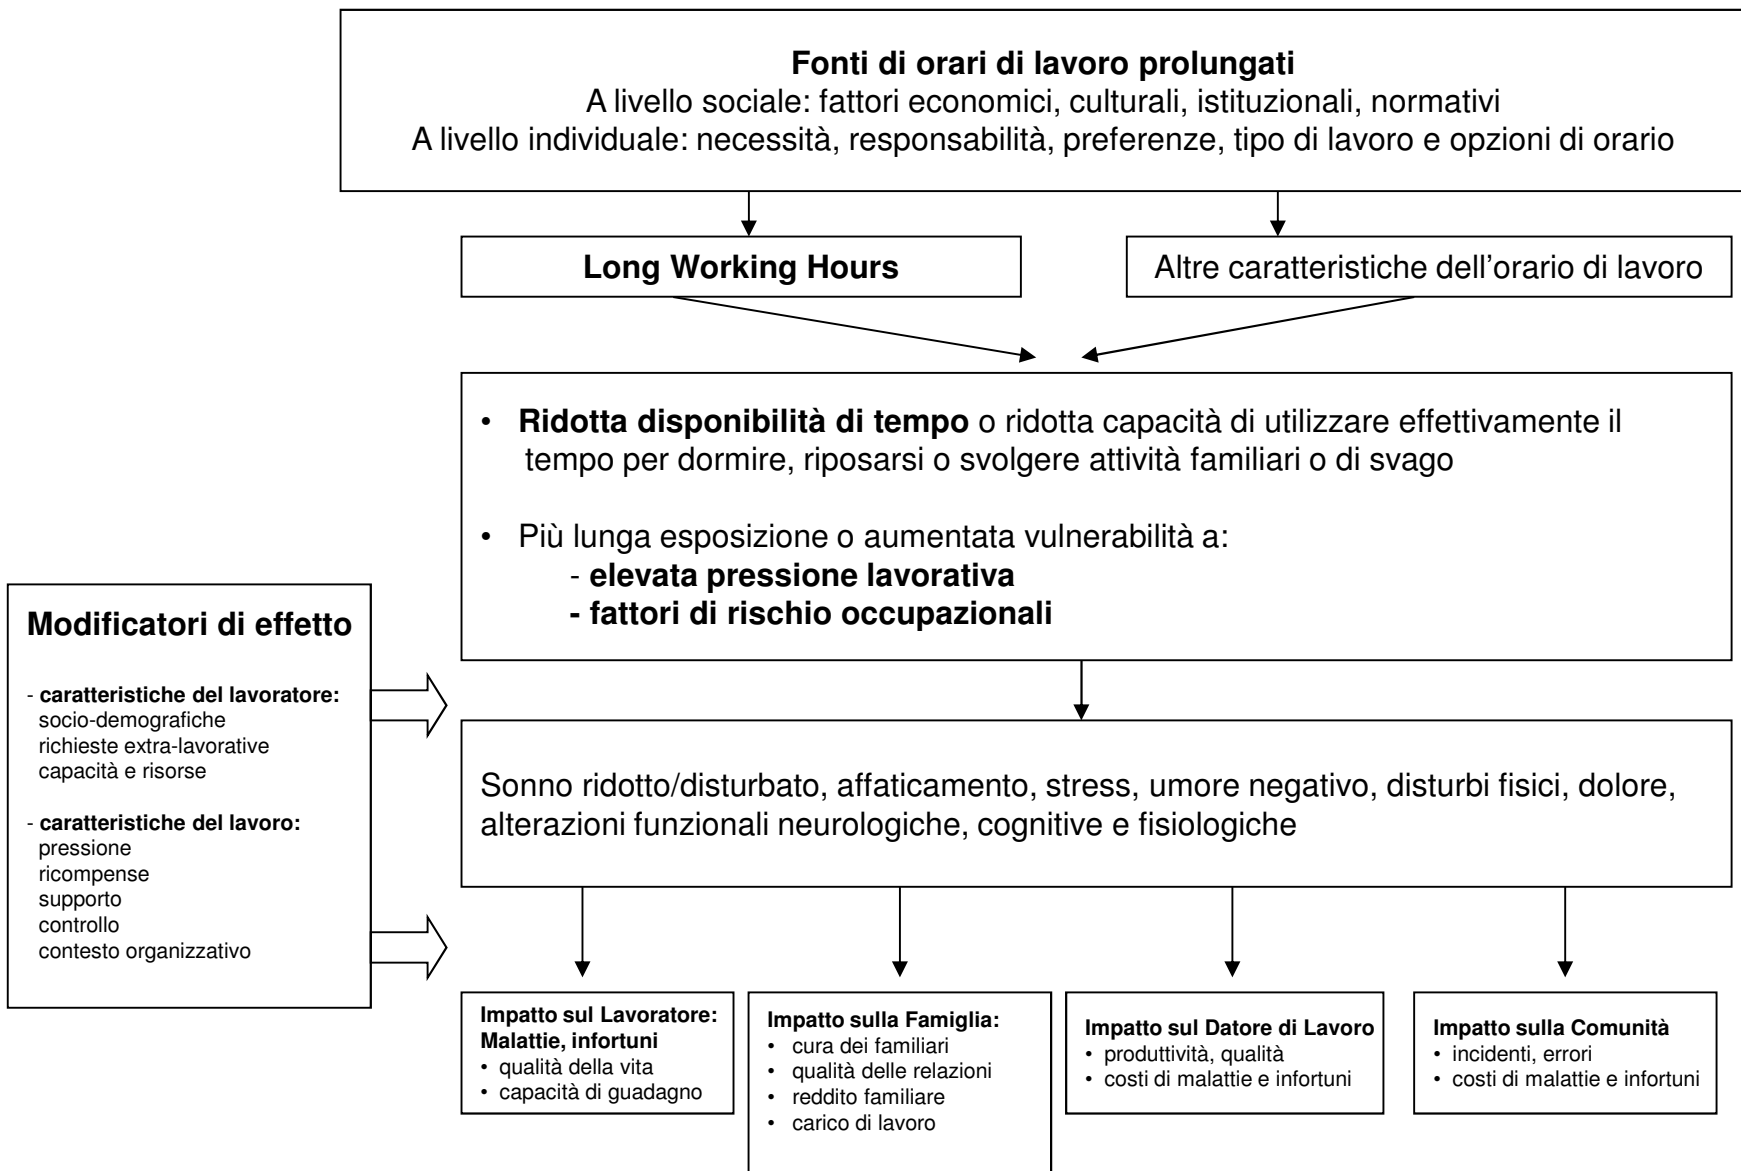 Fonti di orari di lavoro prolungati
A livello sociale: fattori economici, culturali, istituzionali, normativi
A livello individuale: necessità, responsabilità, preferenze, tipo di lavoro e opzioni di orario
Long Working Hours
Altre caratteristiche dell'orario di lavoro
• Ridotta disponibilità di tempo o ridotta capacità di utilizzare effettivamente il
tempo per dormire, riposarsi o svolgere attività familiari o di svago
• Più lunga esposizione o aumentata vulnerabilità a:
- elevata pressione lavorativa
- fattori di rischio occupazionali
Modificatori di effetto
- caratteristiche del lavoratore:
socio-demografiche
richieste extra-lavorative
capacità e risorse
- caratteristiche del lavoro:
pressione
ricompense
supporto
controllo
contesto organizzativo
Sonno ridotto/disturbato, affaticamento, stress, umore negativo, disturbi fisici, dolore,
alterazioni funzionali neurologiche, cognitive e fisiologiche
Impatto sul Lavoratore:
Malattie, infortuni
• qualità della vita
• capacità di guadagno
Impatto sulla Famiglia:
• cura dei familiari
• qualità delle relazioni
• reddito familiare
• carico di lavoro
Impatto sul Datore di Lavoro
• produttività, qualità
• costi di malattie e infortuni
Impatto sulla Comunità
• incidenti, errori
• costi di malattie e infortuni